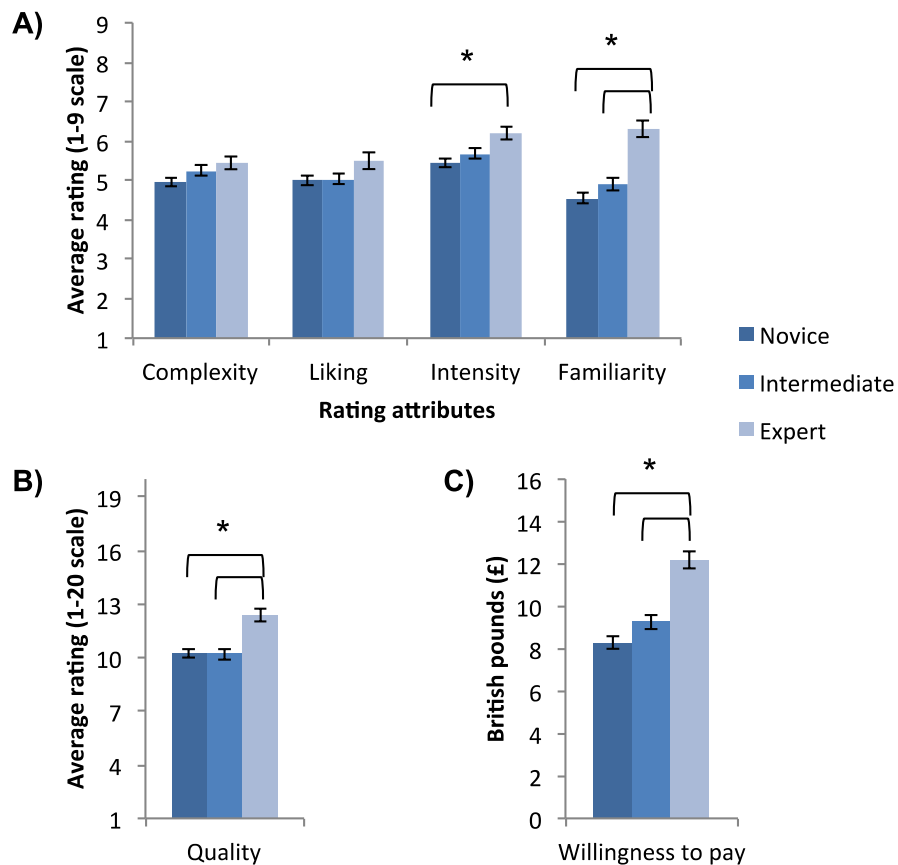 A)
Average rating (1-9 scale)
9
8
7
6
5
4
3
2
1
*
*
Complexity
Liking
Intensity
Familiarity
Rating attributes
Novice
Intermediate
Expert
B)
Average rating (1-20 scale)
19
16
13
10
7
4
1
*
Quality
C)
British pounds (£)
16
14
12
10
8
6
4
2
0
*
Willingness to pay